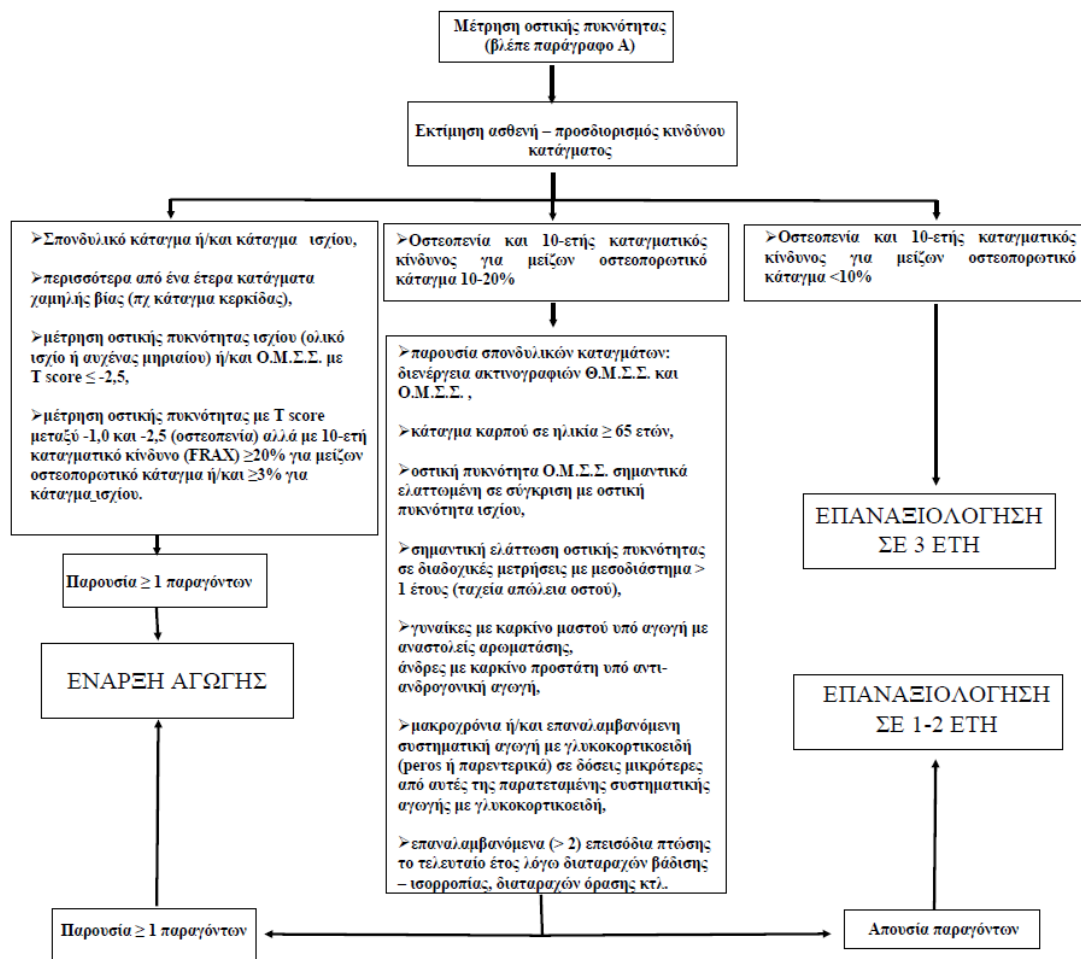 Μέτρηση οστικής πυκνότητας
(βλέπε παράγραφο Α)
Εκτίμηση ασθενή – προσδιορισμός κινδύνου
κατάγματος
➢Σπονδυλικό κάταγμα ή/και κάταγμα ισχίου,
➢περισσότερα από ένα έτερα κατάγματα
χαμηλής βίας (πχ κάταγμα κερκίδας),
➢μέτρηση οστικής πυκνότητας ισχίου (ολικό
ισχίο ή αυχένας μηριαίου) ή/και Ο.Μ.Σ.Σ. με
T score ≤ -2,5,
➢μέτρηση οστικής πυκνότητας με T score
μεταξύ -1,0 και -2,5 (οστεοπενία) αλλά με 10-ετή
καταγματικό κίνδυνο (FRAX) ≥20% για μείζων
οστεοπορωτικό κάταγμα ή/και ≥3% για
κάταγμα ισχίου.
Παρουσία ≥ 1 παραγόντων
ΕΝΑΡΞΗ ΑΓΩΓΗΣ
Παρουσία ≥ 1 παραγόντων
➢Οστεοπενία και 10-ετής καταγματικός
κίνδυνος για μείζων οστεοπορωτικό
κάταγμα 10-20%
➢παρουσία σπονδυλικών καταγμάτων:
διενέργεια ακτινογραφιών Θ.Μ.Σ.Σ. και
Ο.Μ.Σ.Σ. ,
➢κάταγμα καρπού σε ηλικία ≥ 65 ετών,
➢οστική πυκνότητα Ο.Μ.Σ.Σ. σημαντικά
ελαττωμένη σε σύγκριση με οστική
πυκνότητα ισχίου,
➢σημαντική ελάττωση οστικής πυκνότητας
σε διαδοχικές μετρήσεις με μεσοδιάστημα >
1 έτους (ταχεία απώλεια οστού),
➢γυναίκες με καρκίνο μαστού υπό αγωγή με
αναστολείς αρωματάσης,
άνδρες με καρκίνο προστάτη υπό αντι-
ανδρογονική αγωγή,
➢μακροχρόνια ή/και επαναλαμβανόμενη
συστηματική αγωγή με γλυκοκορτικοειδή
(peros ή παρεντερικά) σε δόσεις μικρότερες
από αυτές της παρατεταμένης συστηματικής
αγωγής με γλυκοκορτικοειδή,
➢επαναλαμβανόμενα (> 2) επεισόδια πτώσης
το τελευταίο έτος λόγω διαταραχών βάδισης
– ισορροπίας, διαταραχών όρασης κτλ.
➢Οστεοπενία και 10-ετής καταγματικός
κίνδυνος για μείζων οστεοπορωτικό
κάταγμα <10%
ΕΠΑΝΑΞΙΟΛΟΓΗΣΗ
ΣΕ 3 ΕΤΗ
ΕΠΑΝΑΞΙΟΛΟΓΗΣΗ
ΣΕ 1-2 ΕΤΗ
Απουσία παραγόντων